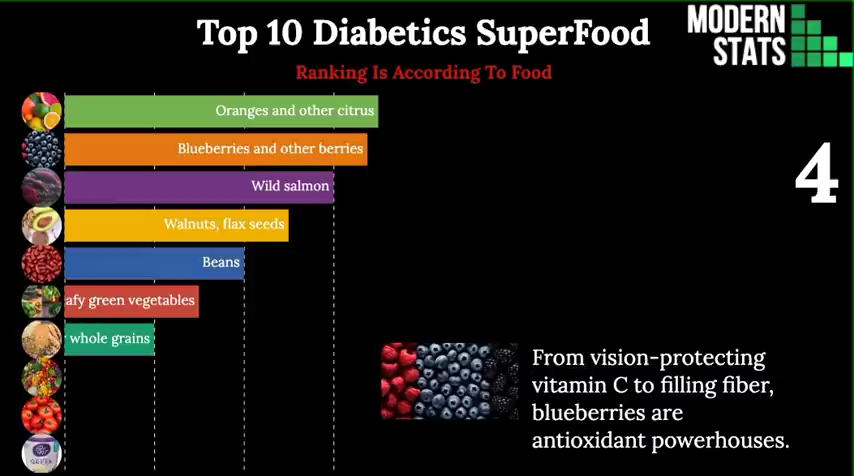 Top 10 Diabetics SuperFood
MODERN
STATS
Ranking Is According To Food
Oranges and other citrus
Blueberries and other berries
Wild salmon
4
Walnuts, flax seeds
Beans
afy green vegetables
whole grains
From vision-protecting
vitamin C to filling fiber,
blueberries are
antioxidant powerhouses.